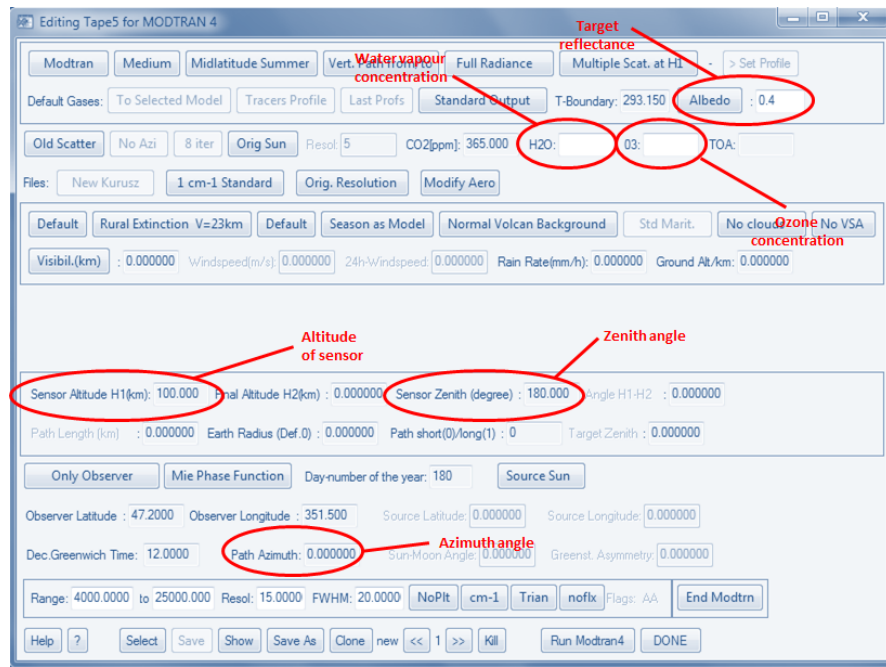 Editing Tape5 for MODTRAN 4
Target
reflectance
Water vapour
concentration
Modtran Medium Midlatitude Summer Vert. Path from/to Full Radiance Multiple Scat. at H1 - > Set Profile
Default Gases: To Selected Model Tracers Profile Last Profs Standard Output T-Boundary: 293.150 Albedo : 0.4
Old Scatter No Azi 8 iter Orig Sun Resol: 5 CO2[ppm]: 365.000 H2O: 03: TOA:
Files: New Kurusz 1 cm-1 Standard Orig. Resolution Modify Aero
Default Rural Extinction V=23km Default Season as Model Normal Volcan Background Std Marit. No clouds No VSA
Ozone
concentration
Visibil.(km) : 0.000000 Windspeed(m/s): 0.000000 24h-Windspeed: 0.000000 Rain Rate(mm/h): 0.000000 Ground Alt/km: 0.000000
Altitude
of sensor
Zenith angle
Sensor Altitude H1(km): 100.000 Final Altitude H2(km) : 0.000000 Sensor Zenith (degree) : 180.000 Angle H1-H2 : 0.000000
Path Length (km) : 0.000000 Earth Radius (Def.0) : 0.000000 Path short(0)/long(1) : 0 Target Zenith : 0.000000
Only Observer Mie Phase Function Day-number of the year: 180 Source Sun
Observer Latitude : 47.2000 Observer Longitude : 351.500 Source Latitude: 0.000000 Source Longitude: 0.000000
Azimuth angle
Dec.Greenwich Time: 12.0000 Path Azimuth: 0.000000 Sun-Moon Angle: 0.000000 Greenst. Asymmetry: 0.000000
Range: 4000.0000 to 25000.000 Resol: 15.0000 FWHM: 20.0000 NoPlt cm-1 Trian noflx Flags: AA End Modtrn
Help ? Select Save Show Save As Clone new << 1 >> Kill Run Modtran4 DONE